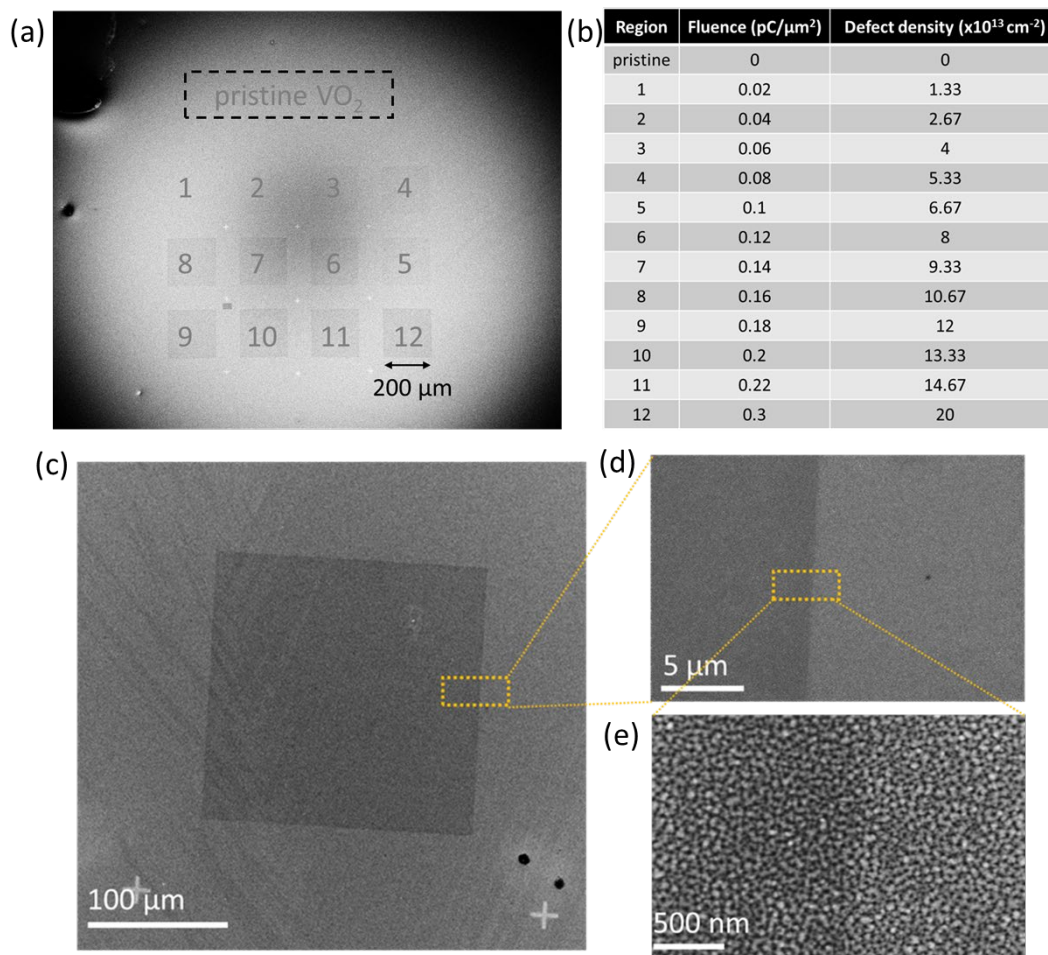 (a)
pristine VO₂
1 2 3 4
8 7 6 5
9 10 11 12
200 μm
(b)
Region Fluence (pC/μm²) Defect density (x10¹³ cm⁻²)
pristine 0 0
1 0.02 1.33
2 0.04 2.67
3 0.06 4
4 0.08 5.33
5 0.1 6.67
6 0.12 8
7 0.14 9.33
8 0.16 10.67
9 0.18 12
10 0.2 13.33
11 0.22 14.67
12 0.3 20
(c)
100 μm
(d)
5 μm
(e)
500 nm